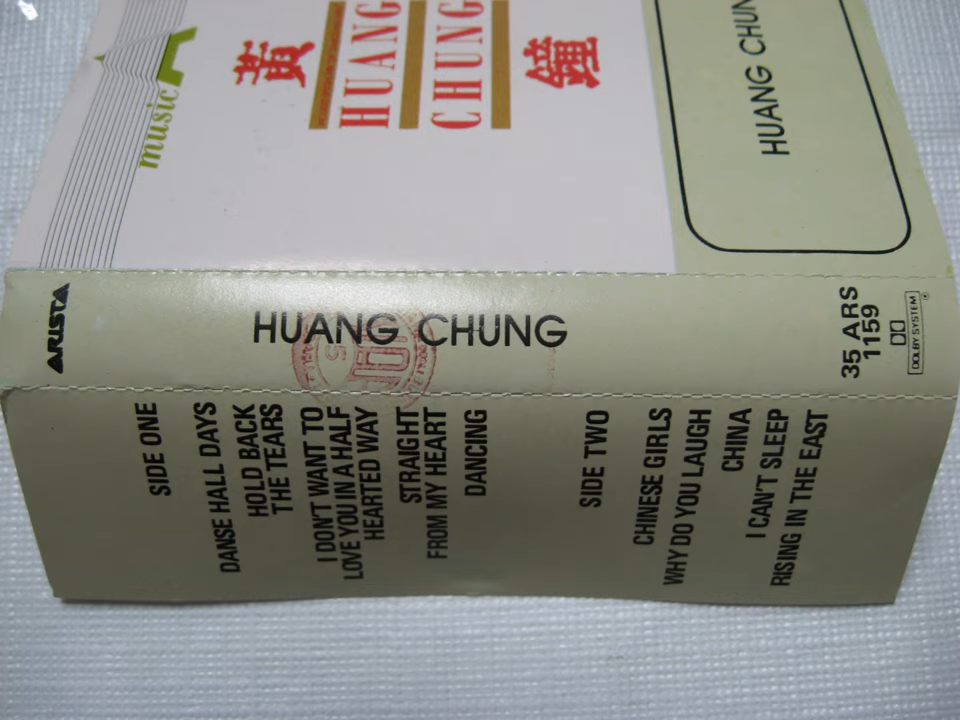 music
黃
HUANG
CHUNG
鐘
HUANG CHUN
ARISTA
HUANG CHUNG
35 ARS
1159
DOLBY SYSTEM
®
SIDE ONE
DANSE HALL DAYS
HOLD BACK
THE TEARS
I DON'T WANT TO
LOVE YOU IN A HALF
HEARTED WAY
STRAIGHT
FROM MY HEART
DANCING
SIDE TWO
CHINESE GIRLS
WHY DO YOU LAUGH
CHINA
I CAN'T SLEEP
RISING IN THE EAST